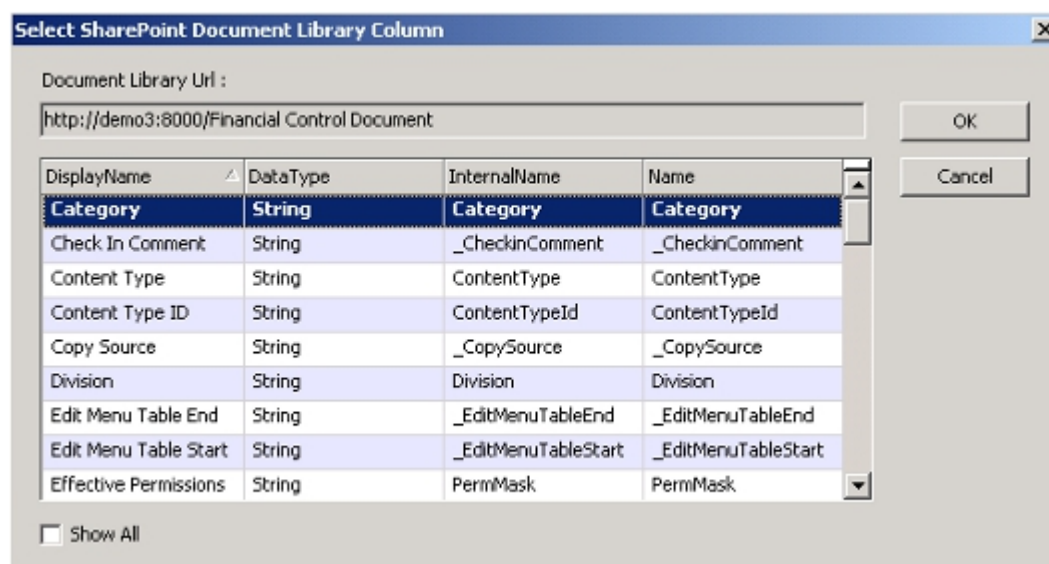 Select SharePoint Document Library Column
Document Library Url :
http://demo3:8000/Financial Control Document
OK
DisplayName DataType InternalName Name
Cancel
Category String Category Category
Check In Comment String _CheckinComment _CheckinComment
Content Type String ContentType ContentType
Content Type ID String ContentTypeId ContentTypeId
Copy Source String _CopySource _CopySource
Division String Division Division
Edit Menu Table End String _EditMenuTableEnd _EditMenuTableEnd
Edit Menu Table Start String _EditMenuTableStart _EditMenuTableStart
Effective Permissions String PermMask PermMask
Show All